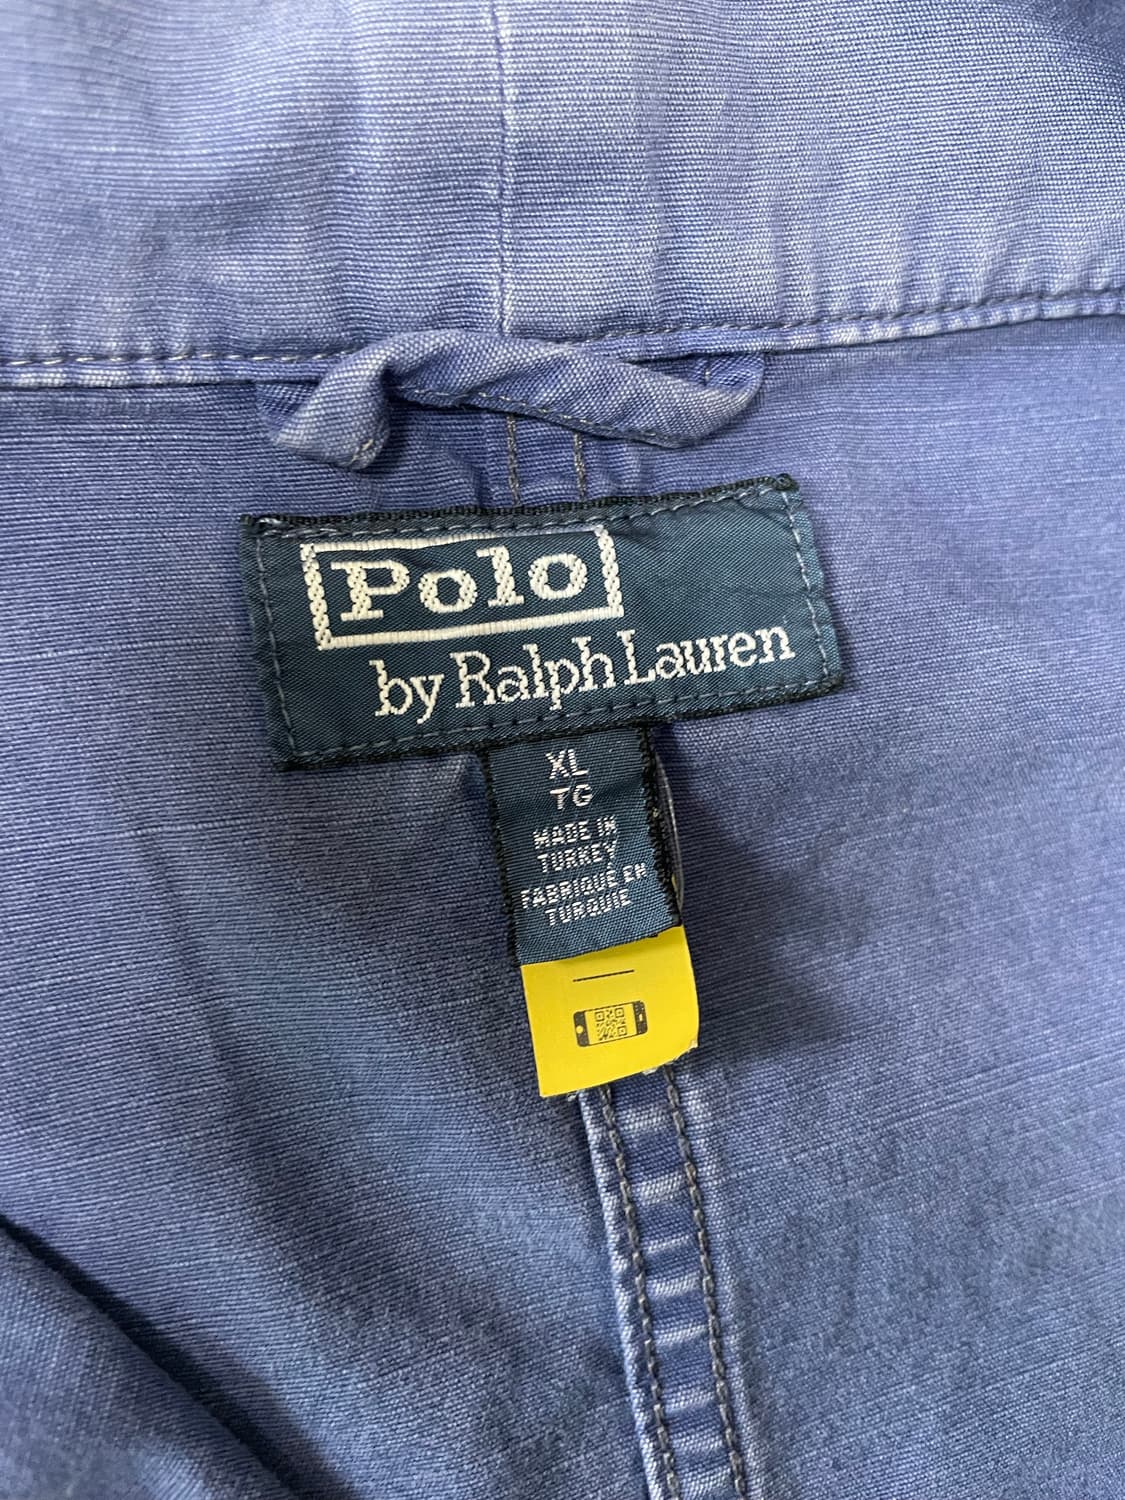 Polo
by Ralph Lauren
XL
TG
MADE IN
TURKEY
FABRIQUÉ EN
TURQUIE